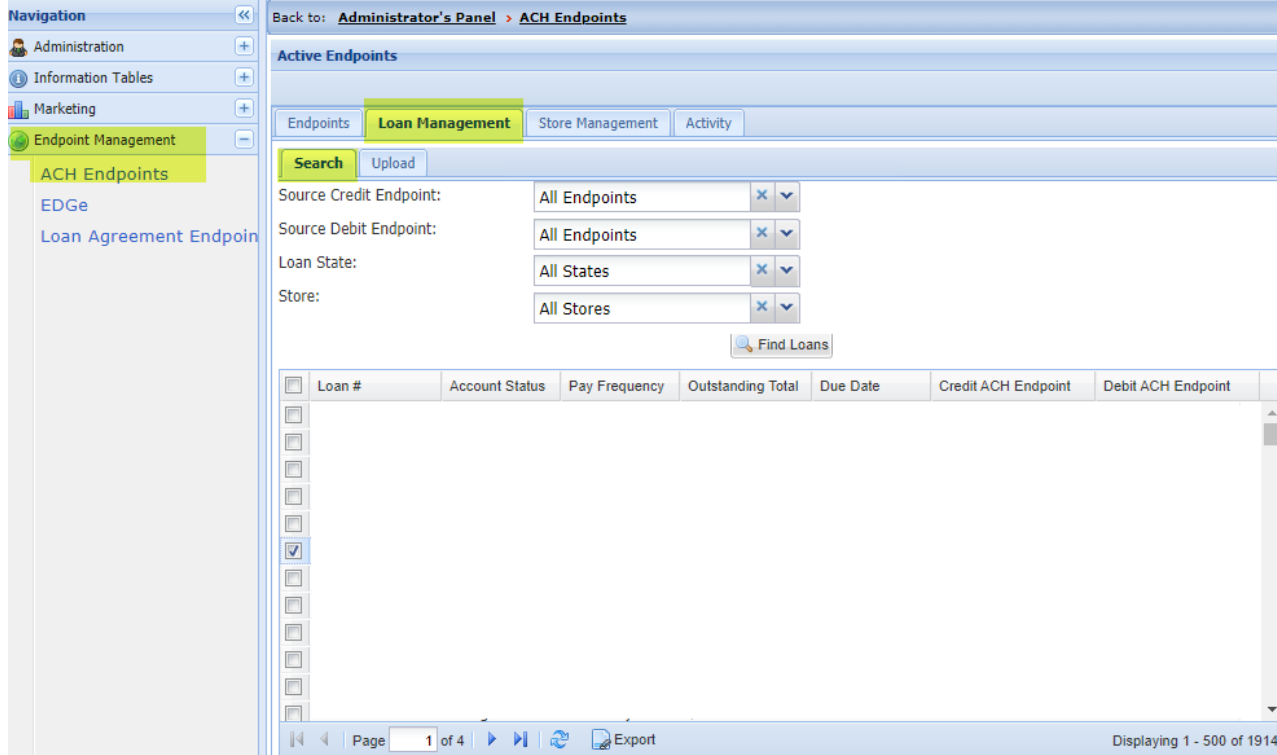 Navigation
Administration
Information Tables
Marketing
Endpoint Management
ACH Endpoints
EDGe
Loan Agreement Endpoin
Back to: Administrator's Panel > ACH Endpoints
Active Endpoints
Endpoints Loan Management Store Management Activity
Search Upload
Source Credit Endpoint: All Endpoints
Source Debit Endpoint: All Endpoints
Loan State: All States
Store: All Stores
Find Loans
Loan # Account Status Pay Frequency Outstanding Total Due Date Credit ACH Endpoint Debit ACH Endpoint
Page 1 of 4 Export Displaying 1 - 500 of 1914